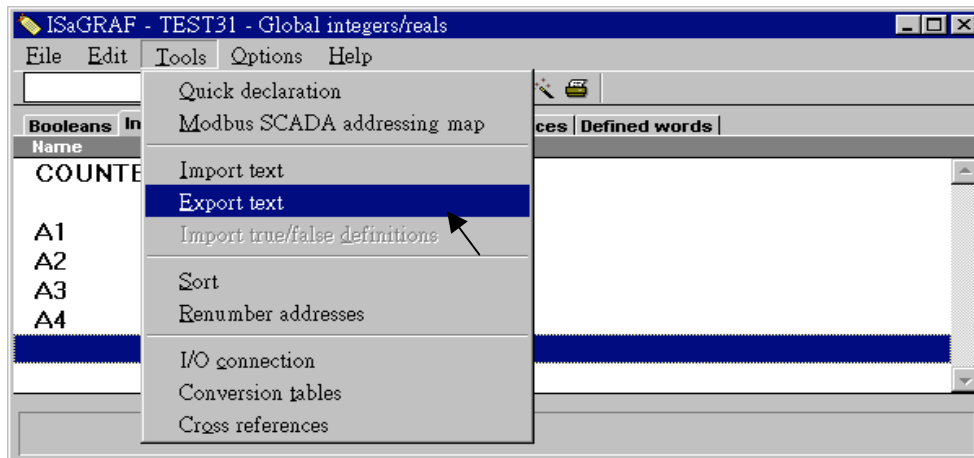 ISaGRAF - TEST31 - Global integers/reals
File Edit Tools Options Help
Quick declaration
Modbus SCADA addressing map
Booleans In ces Defined words
Name
Import text
COUNTE
Export text
Import true/false definitions
A1
A2
Sort
A3
Renumber addresses
A4
I/O connection
Conversion tables
Cross references